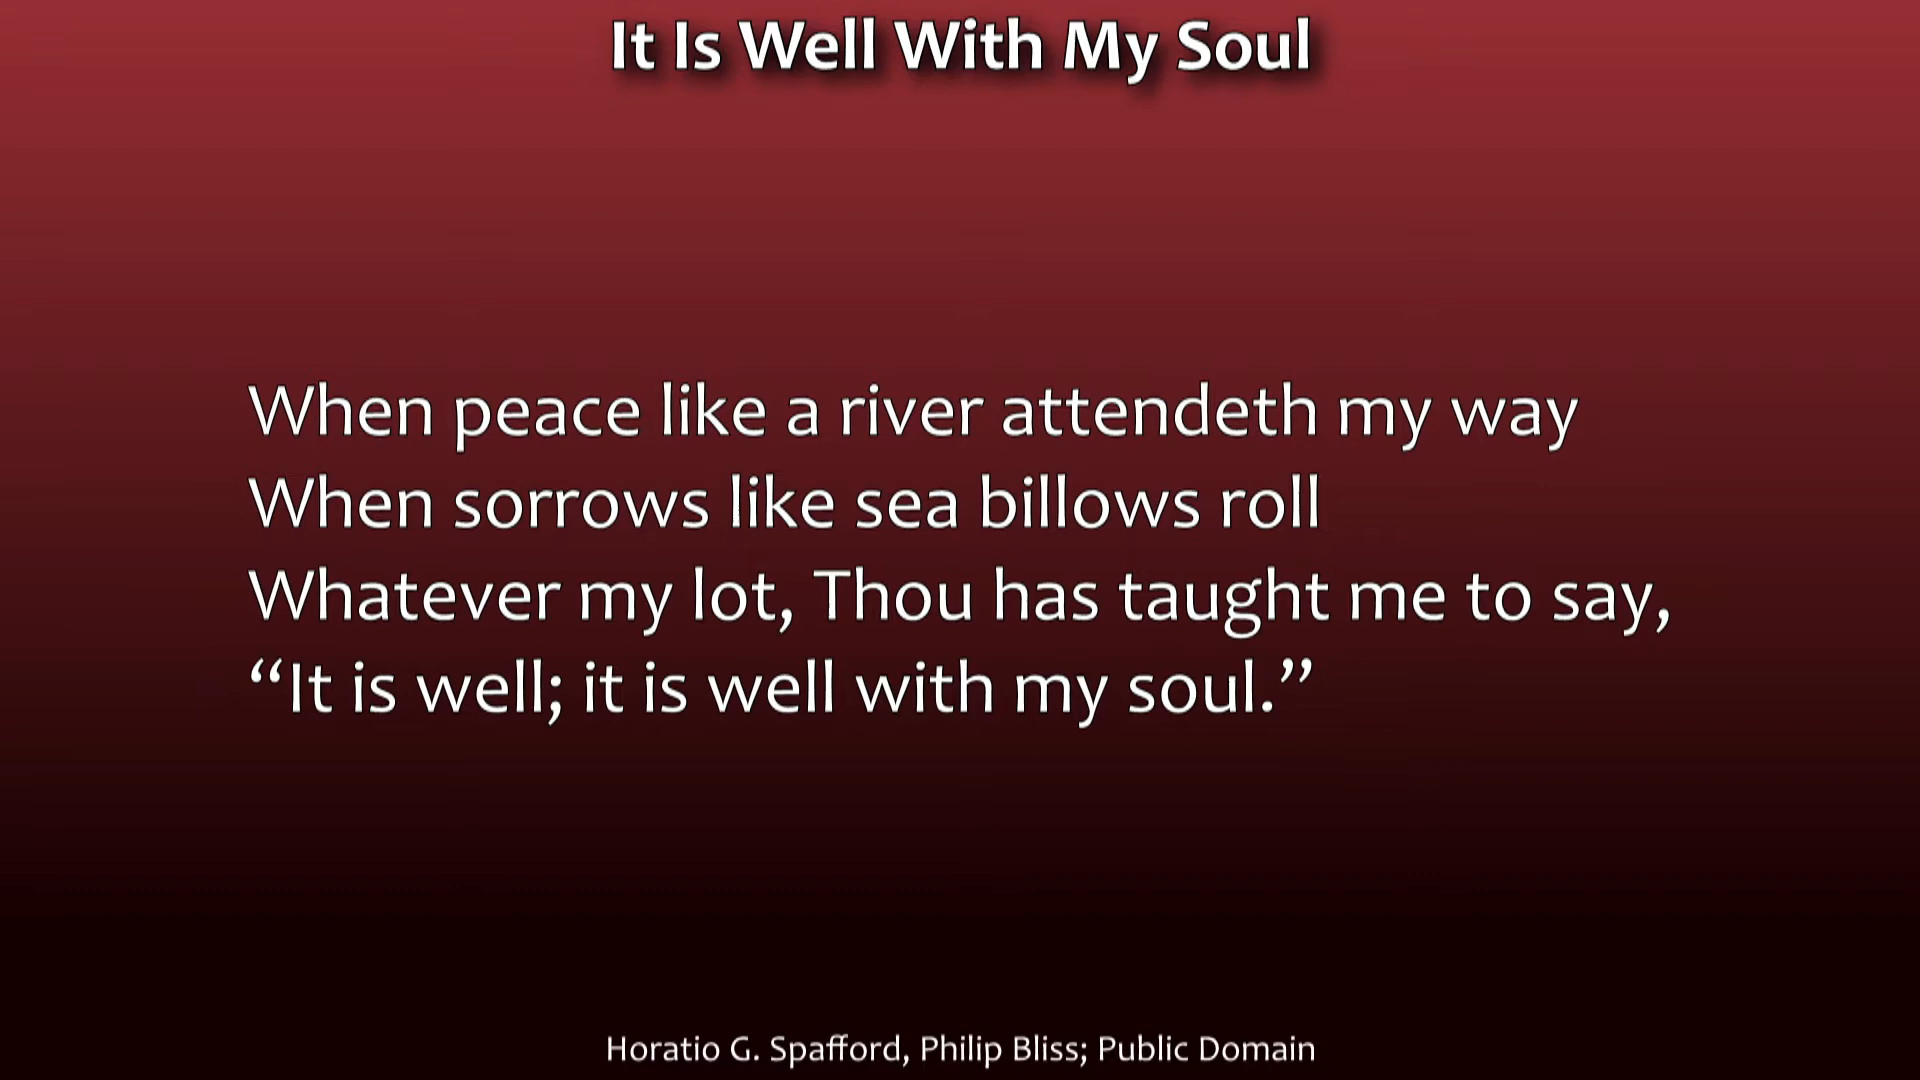 It Is Well With My Soul
When peace like a river attendeth my way
When sorrows like sea billows roll
Whatever my lot, Thou has taught me to say,
“It is well; it is well with my soul.”
Horatio G. Spafford, Philip Bliss; Public Domain